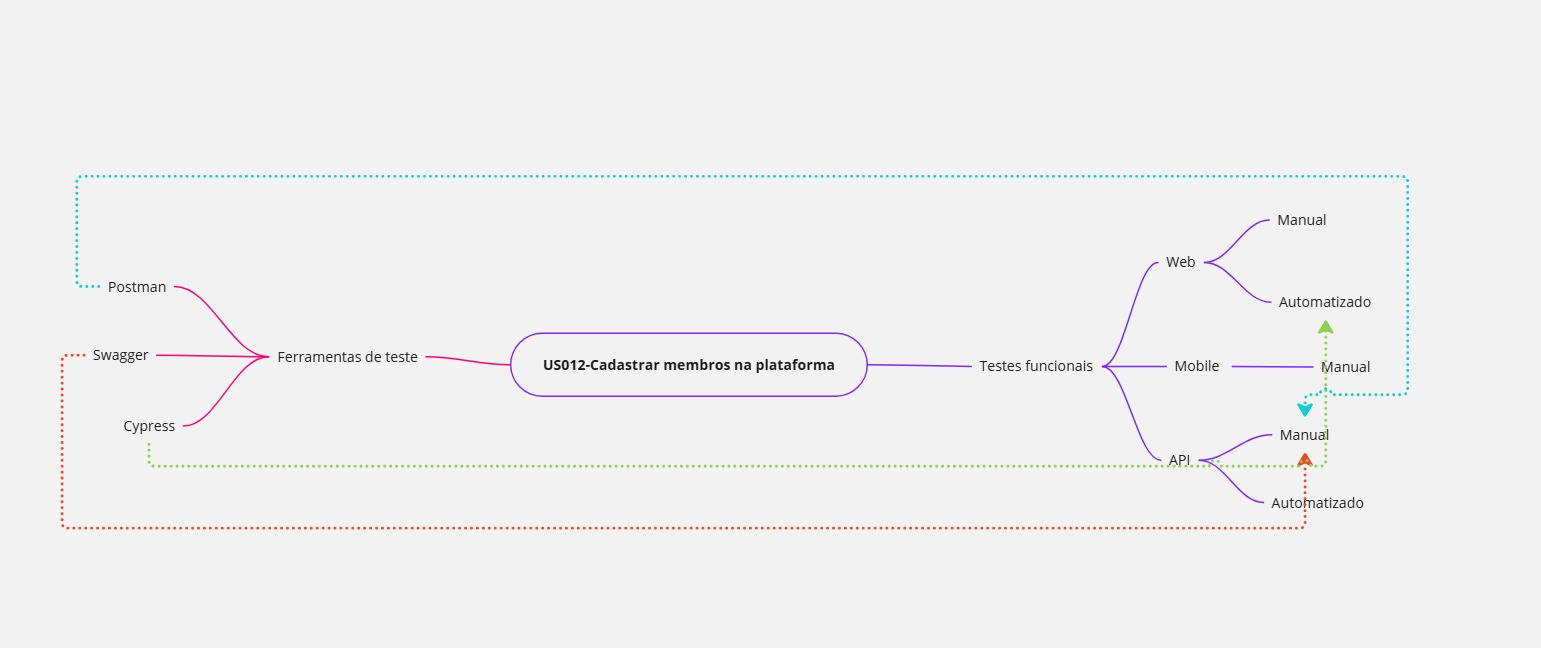 Postman
Swagger
Cypress
Ferramentas de teste
US012-Cadastrar membros na plataforma
Testes funcionais
Web
Manual
Automatizado
Mobile
Manual
API
Manual
Automatizado